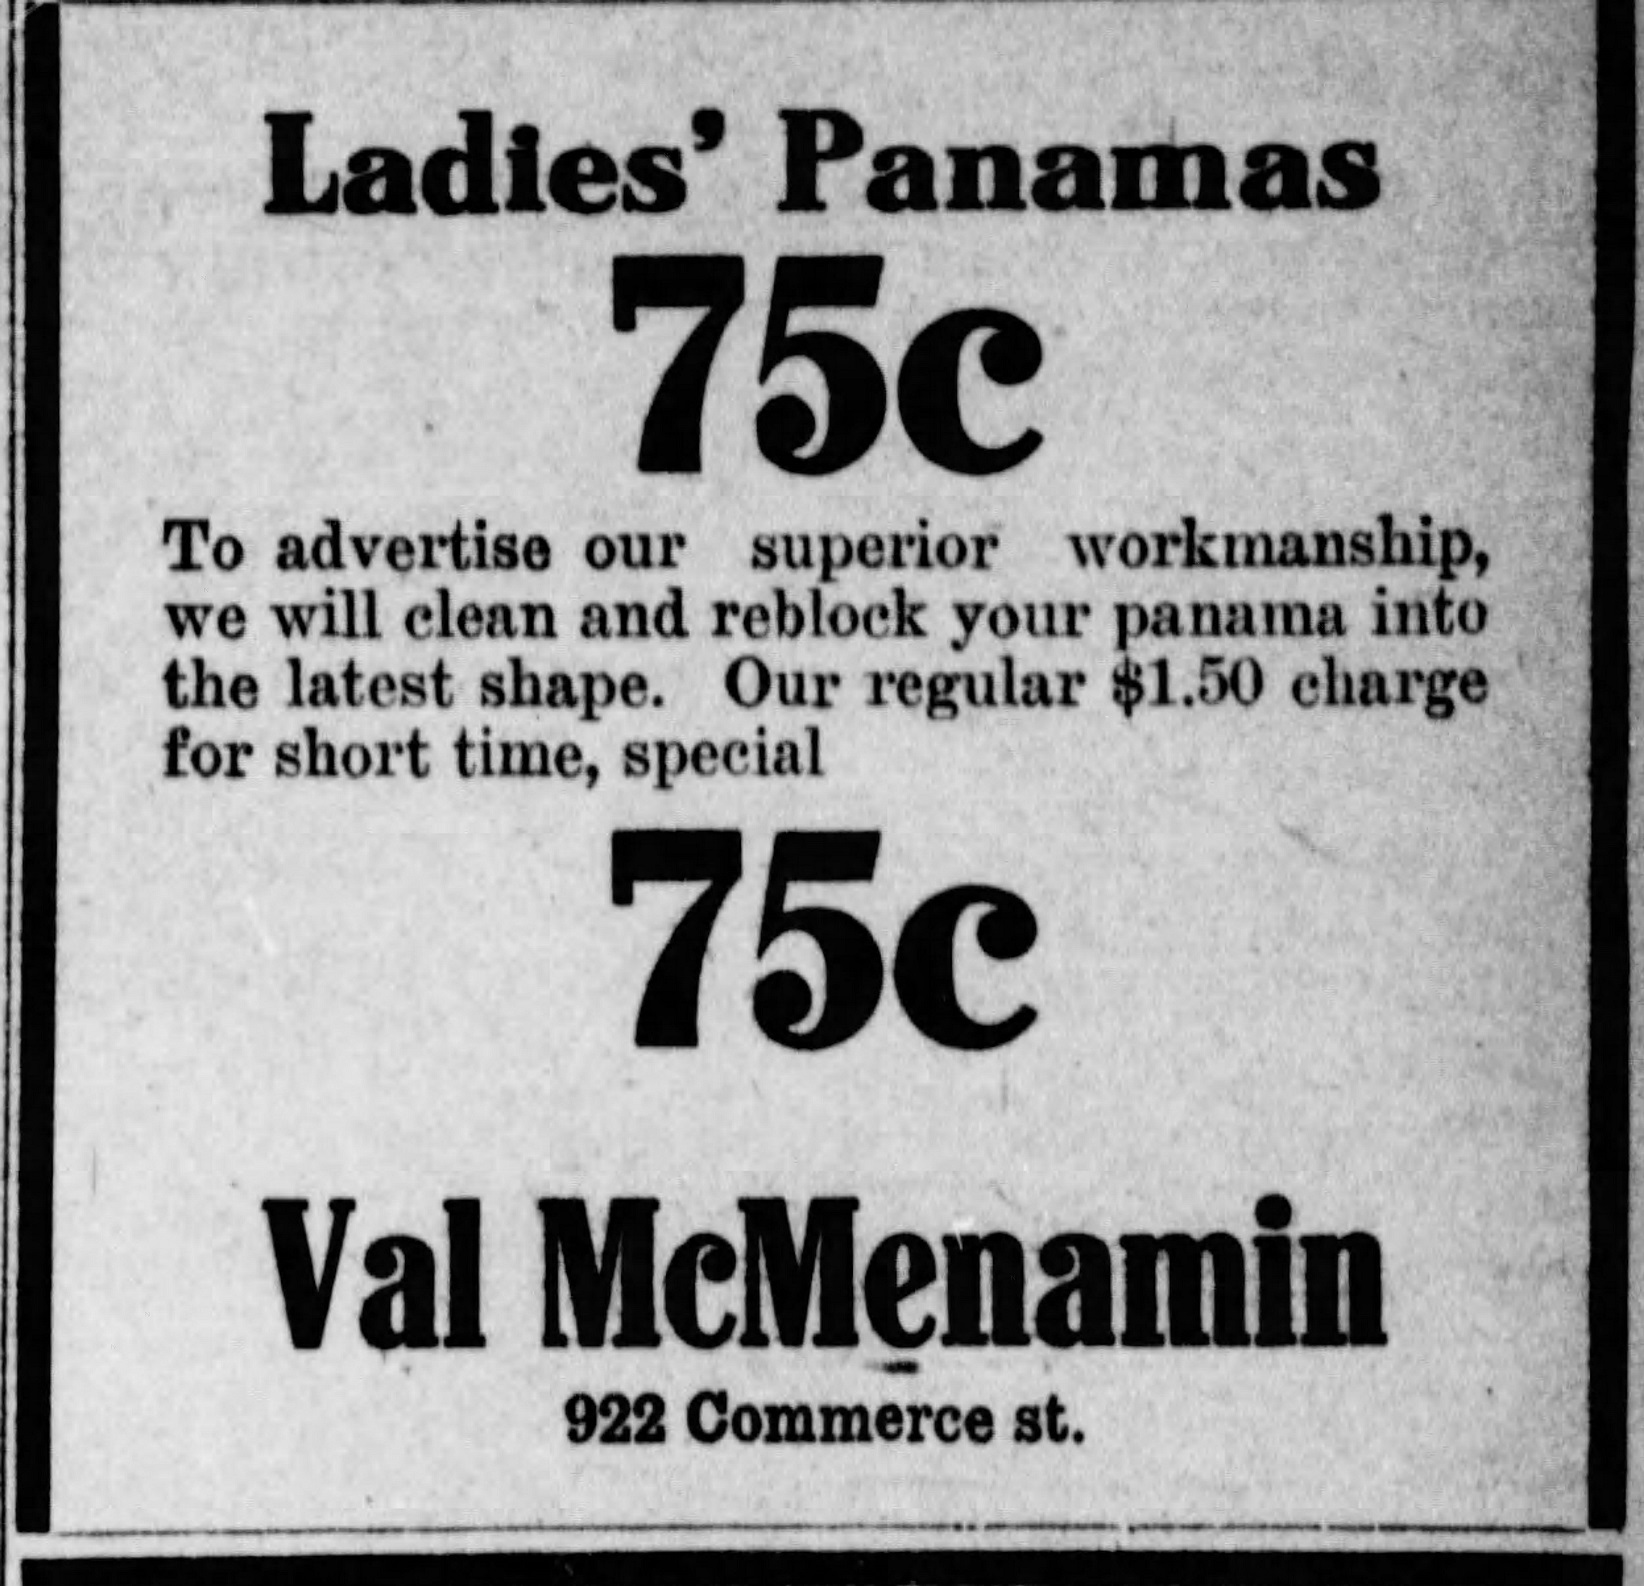 Ladies' Panamas
75c
To advertise our superior workmanship,
we will clean and reblock your panama into
the latest shape. Our regular $1.50 charge
for short time, special
75c
Val McMenamin
922 Commerce st.